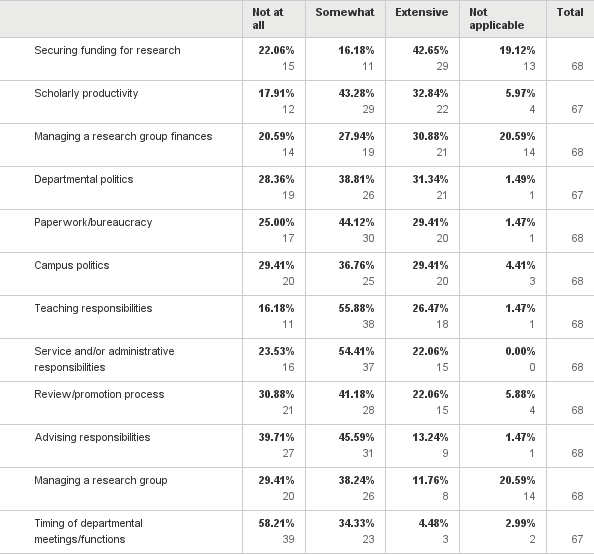 Not at all Somewhat Extensive Not applicable Total
Securing funding for research 22.06% 16.18% 42.65% 19.12%
15 11 29 13 68
Scholarly productivity 17.91% 43.28% 32.84% 5.97%
12 29 22 4 67
Managing a research group finances 20.59% 27.94% 30.88% 20.59%
14 19 21 14 68
Departmental politics 28.36% 38.81% 31.34% 1.49%
19 26 21 1 67
Paperwork/bureaucracy 25.00% 44.12% 29.41% 1.47%
17 30 20 1 68
Campus politics 29.41% 36.76% 29.41% 4.41%
20 25 20 3 68
Teaching responsibilities 16.18% 55.88% 26.47% 1.47%
11 38 18 1 68
Service and/or administrative 23.53% 54.41% 22.06% 0.00%
responsibilities 16 37 15 0 68
Review/promotion process 30.88% 41.18% 22.06% 5.88%
21 28 15 4 68
Advising responsibilities 39.71% 45.59% 13.24% 1.47%
27 31 9 1 68
Managing a research group 29.41% 38.24% 11.76% 20.59%
20 26 8 14 68
Timing of departmental 58.21% 34.33% 4.48% 2.99%
meetings/functions 39 23 3 2 67